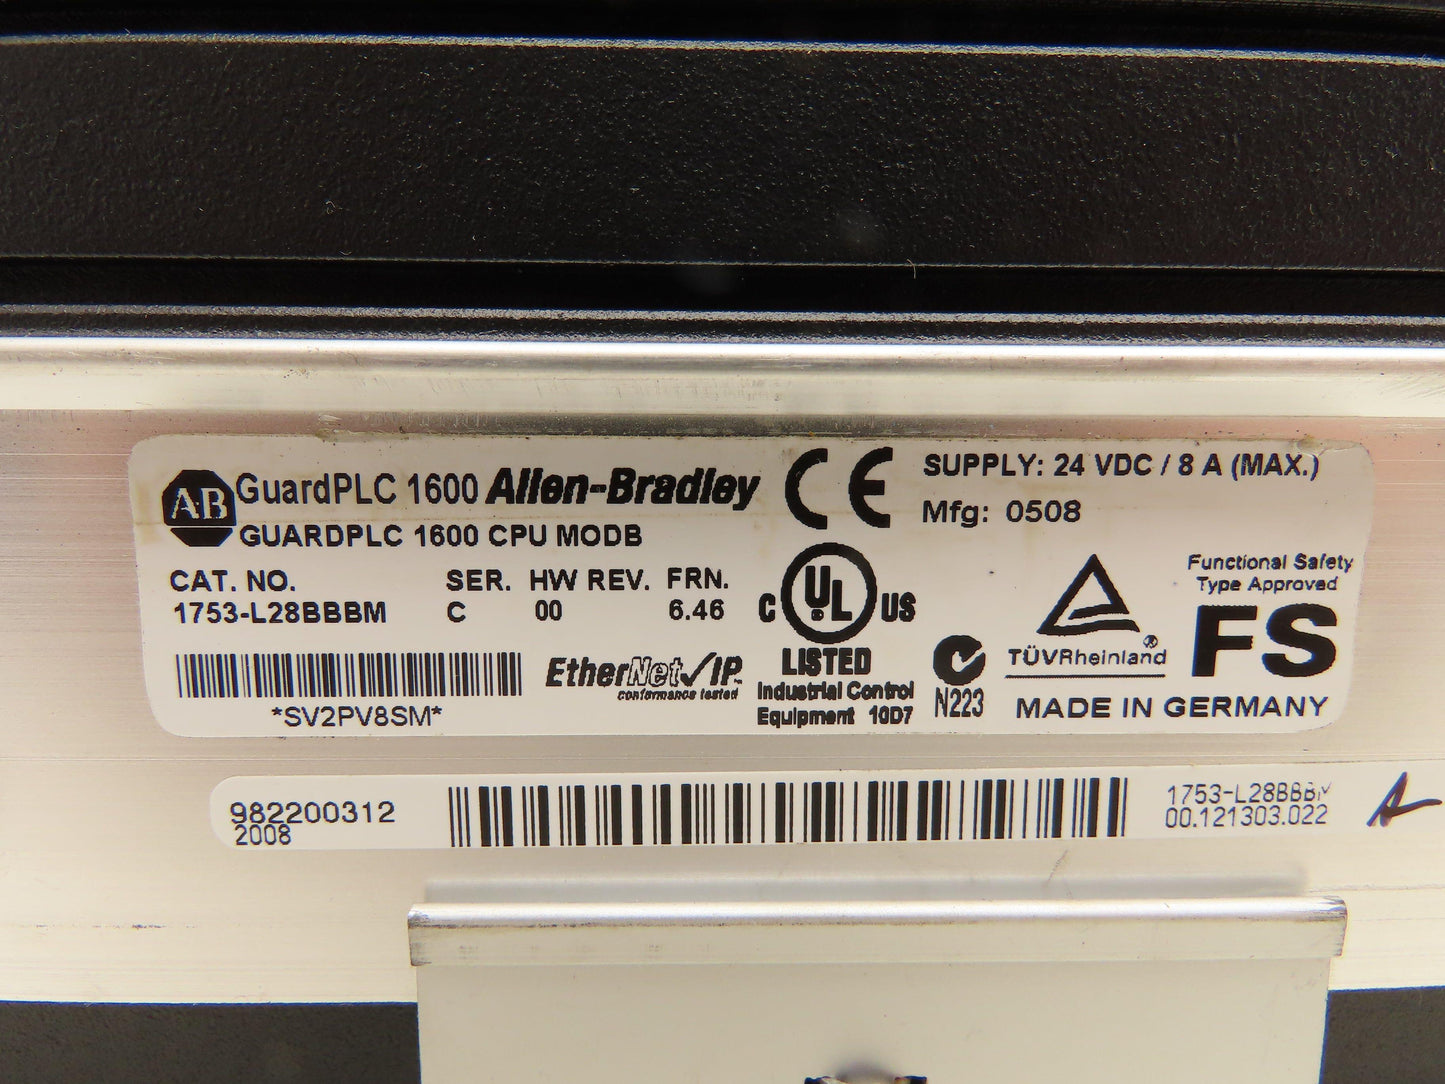 AB GuardPLC 1600 Allen-Bradley
GUARDPLC 1600 CPU MODB
CAT. NO. SER. HW REV. FRN.
1753-L28BBBM C 00 6.46
*SV2PV8SM*
EtherNet/IP
conformance tested
CE
C UL US
LISTED
Industrial Control
Equipment 10D7
SUPPLY: 24 VDC / 8 A (MAX.)
Mfg: 0508
N223
TÜVRheinland
Functional Safety
Type Approved
FS
MADE IN GERMANY
982200312
2008
1753-L28BBBM
00.121303.022